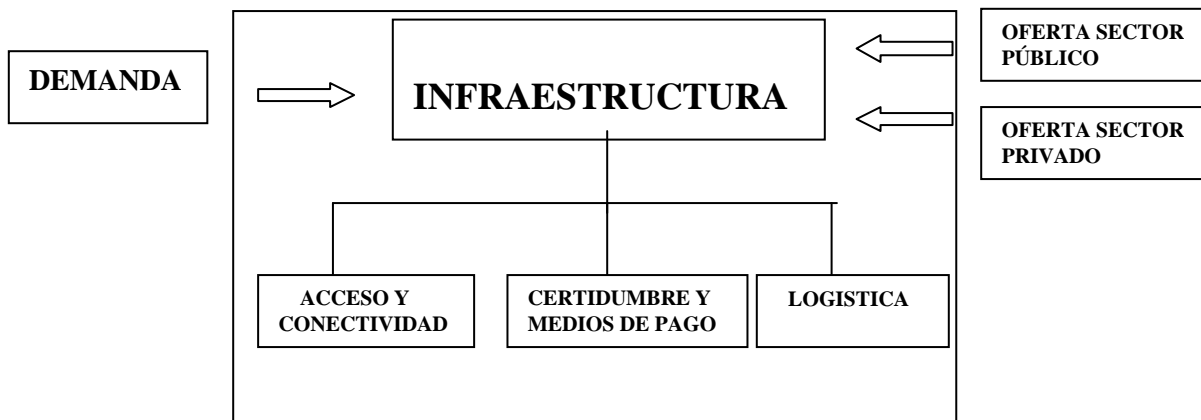 DEMANDA
INFRAESTRUCTURA
OFERTA SECTOR
PÚBLICO
OFERTA SECTOR
PRIVADO
ACCESO Y
CONECTIVIDAD
CERTIDUMBRE Y
MEDIOS DE PAGO
LOGISTICA